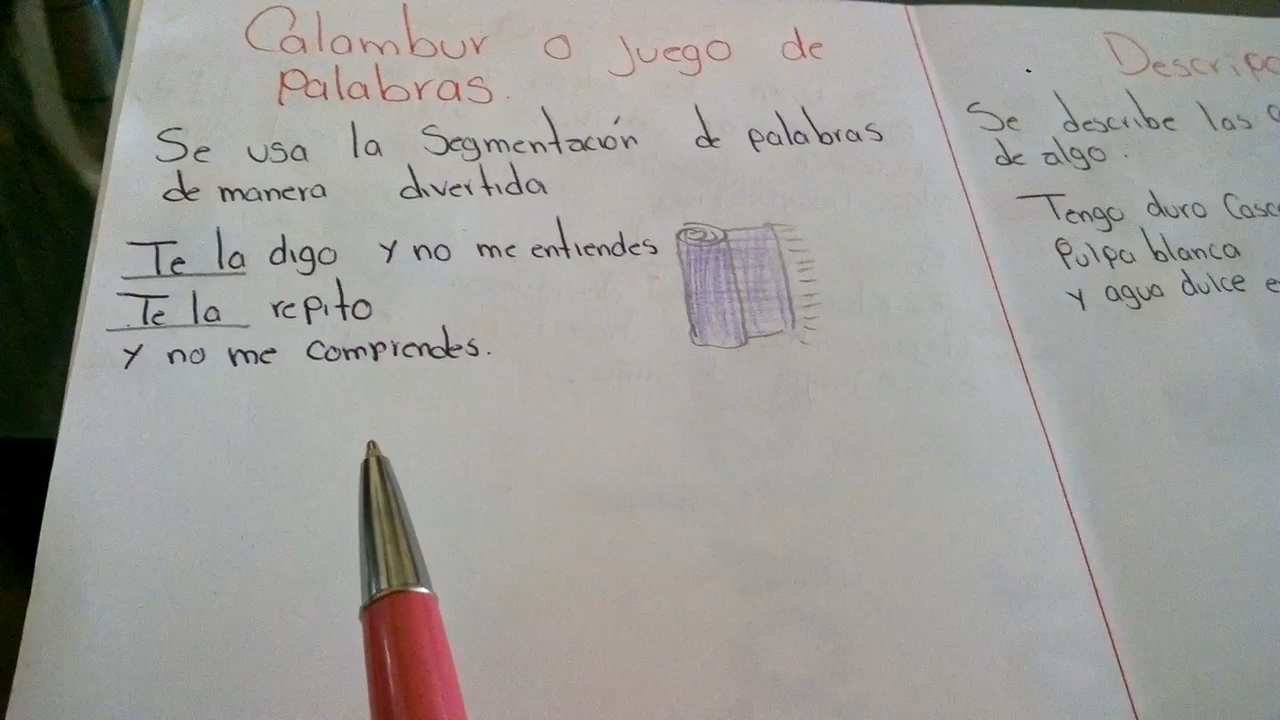 Calambur o juego de
palabras.
Se usa la Segmentación de palabras
de manera divertida
Te la digo y no me entiendes
Te la repito
y no me comprendes.
Se describe las
de algo.
Tengo duro
Pulpa blanca
y agua dulce